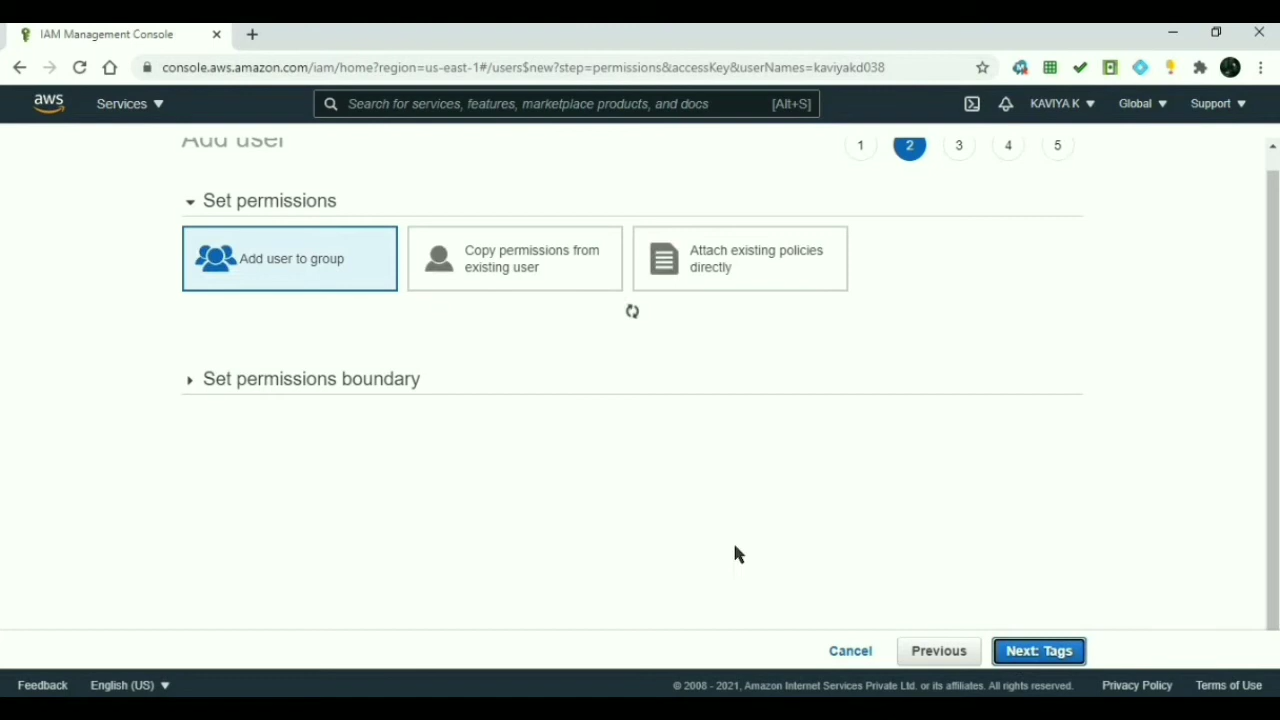 IAM Management Console
console.aws.amazon.com/iam/home?region=us-east-1#/users$new?step=permissions&accessKey&userNames=kaviyakd038
aws
Services
Search for services, features, marketplace products, and docs [Alt+S]
KAVIYA K
Global
Support
Add user
1 2 3 4 5
Set permissions
Add user to group
Copy permissions from
existing user
Attach existing policies
directly
Set permissions boundary
Cancel
Previous
Next: Tags
Feedback
English (US)
© 2008 - 2021, Amazon Internet Services Private Ltd. or its affiliates. All rights reserved.
Privacy Policy
Terms of Use